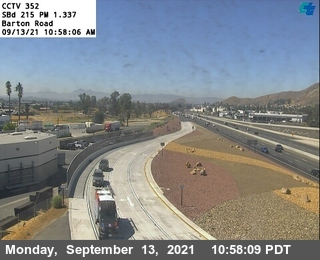 CCTV 352
SBd 215 PM 1.337
Barton Road
09/13/21 10:58:06 AM
Monday, September 13, 2021 10:58:09 PDT